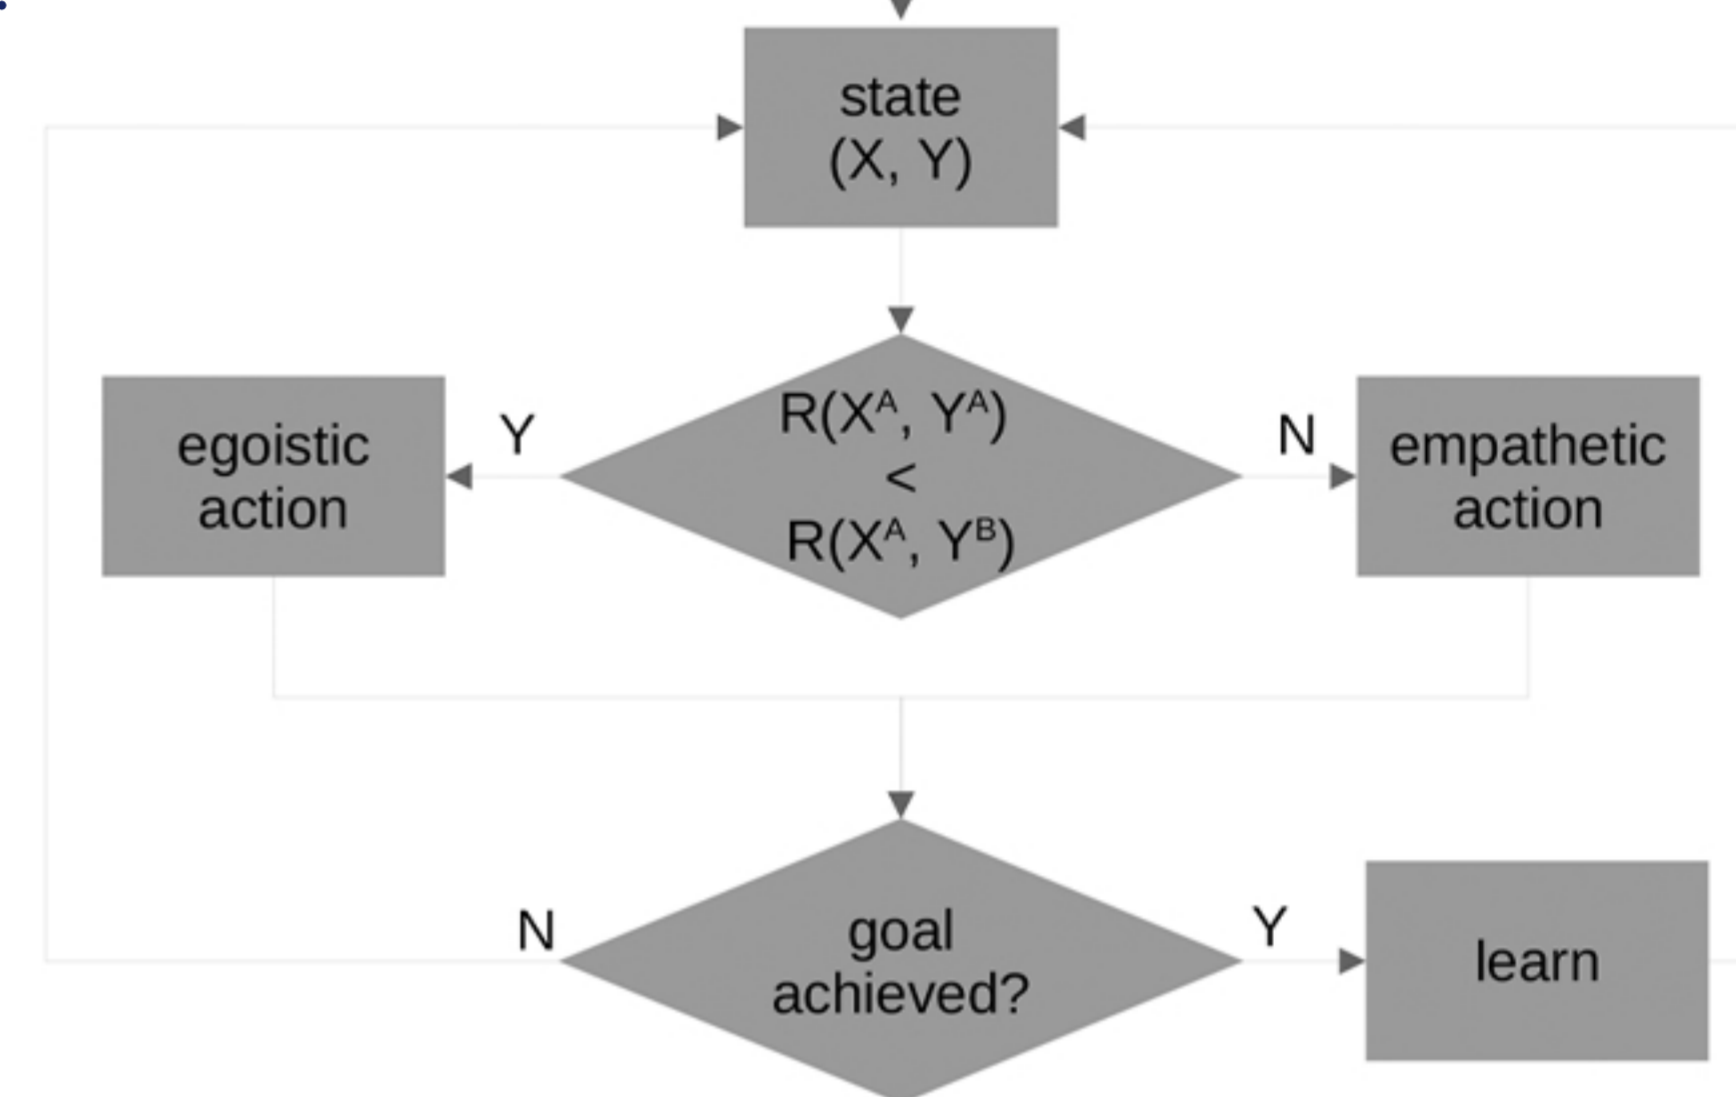 state
(X, Y)
R(Xᴬ, Yᴬ)
<
R(Xᴬ, Yᴮ)
Y
N
egoistic
action
empathetic
action
goal
achieved?
N
Y
learn